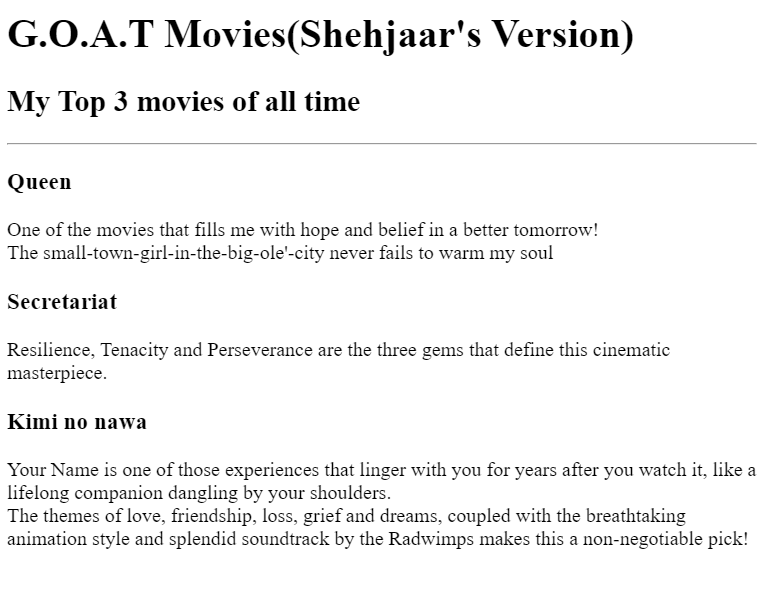 G.O.A.T Movies(Shehjaar's Version)
My Top 3 movies of all time
Queen
One of the movies that fills me with hope and belief in a better tomorrow!
The small-town-girl-in-the-big-ole'-city never fails to warm my soul
Secretariat
Resilience, Tenacity and Perseverance are the three gems that define this cinematic
masterpiece.
Kimi no nawa
Your Name is one of those experiences that linger with you for years after you watch it, like a
lifelong companion dangling by your shoulders.
The themes of love, friendship, loss, grief and dreams, coupled with the breathtaking
animation style and splendid soundtrack by the Radwimps makes this a non-negotiable pick!